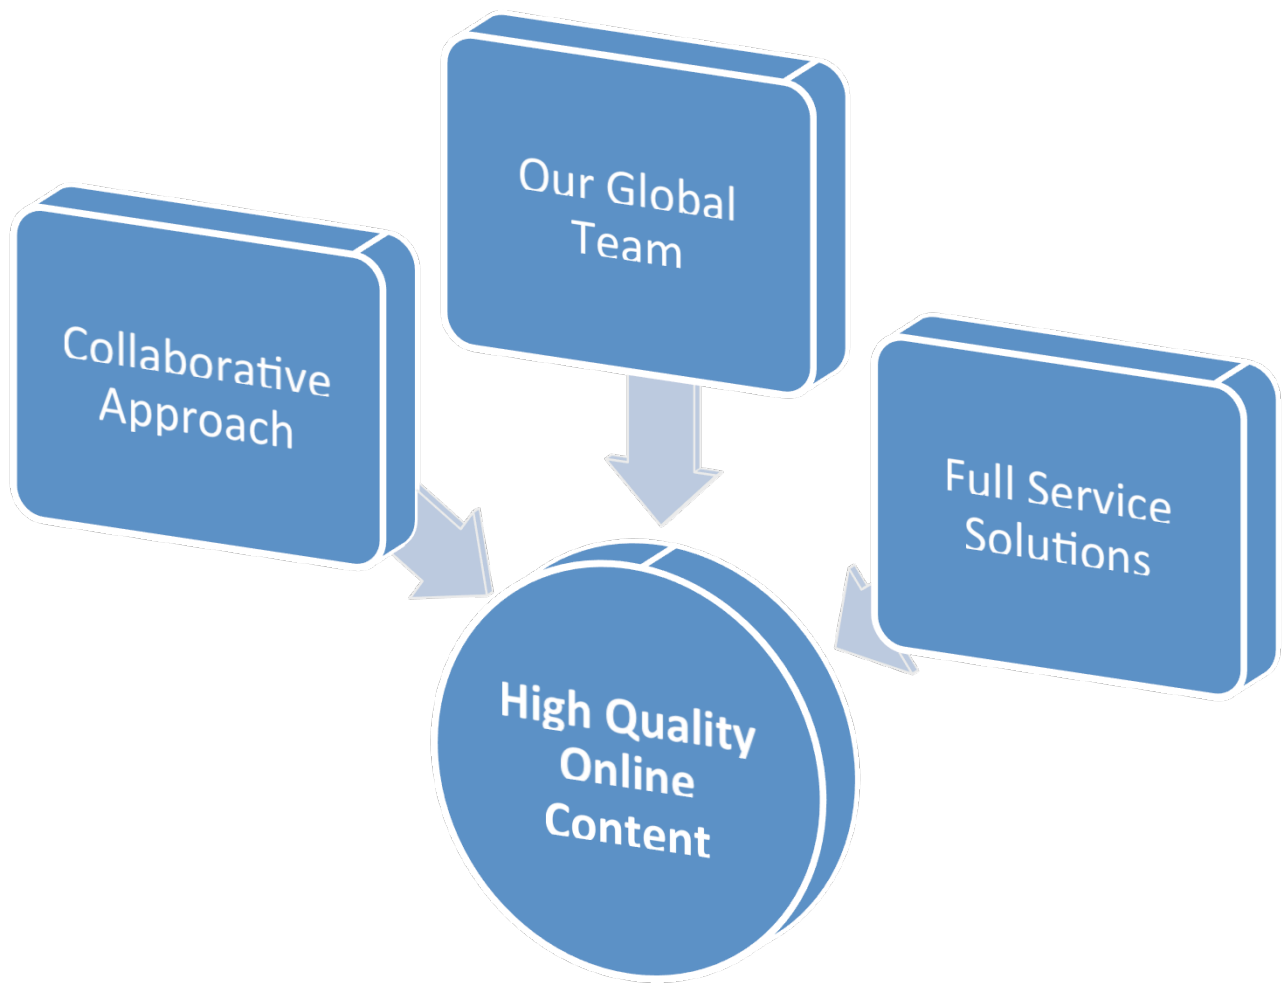 Our Global
Team
Collaborative
Approach
Full Service
Solutions
High Quality
Online
Content